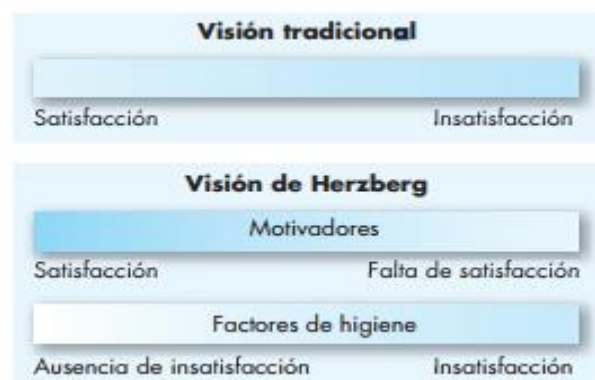 Visión tradicional
Satisfacción Insatisfacción
Visión de Herzberg
Motivadores
Satisfacción Falta de satisfacción
Factores de higiene
Ausencia de insatisfacción Insatisfacción